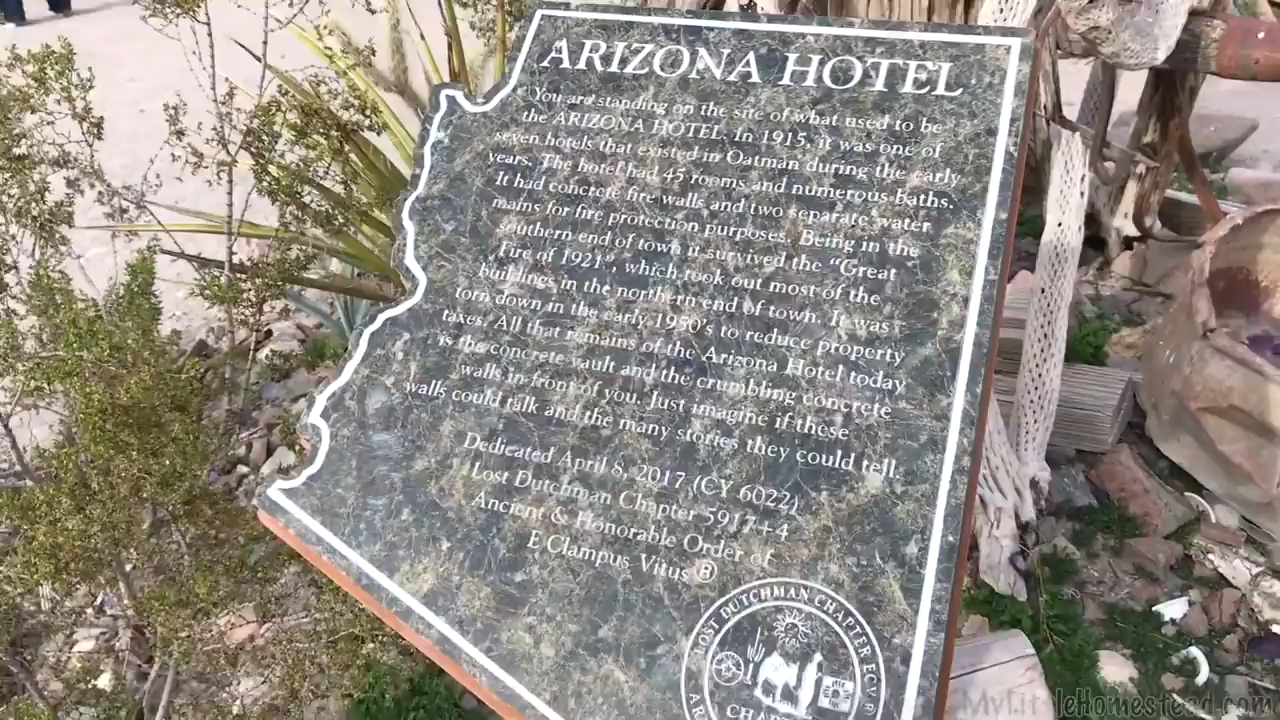 ARIZONA HOTEL
You are standing on the site of what used to be
the ARIZONA HOTEL. In 1915, it was one of
seven hotels that existed in Oatman during the early
years. The hotel had 45 rooms and numerous baths.
It had concrete fire walls and two separate water
mains for fire protection purposes. Being in the
southern end of town it survived the “Great
Fire of 1921”, which took out most of the
buildings in the northern end of town. It was
torn down in the early 1950's to reduce property
taxes. All that remains of the Arizona Hotel today
is the concrete vault and the crumbling concrete
walls in front of you. Just imagine if these
walls could talk and the many stories they could tell.
Dedicated April 8, 2017 (CY 6022)
Lost Dutchman Chapter 5917+4
Ancient & Honorable Order of
E Clampus Vitus ®
LOST DUTCHMAN CHAPTER ECV
MyLittleHomestead.com